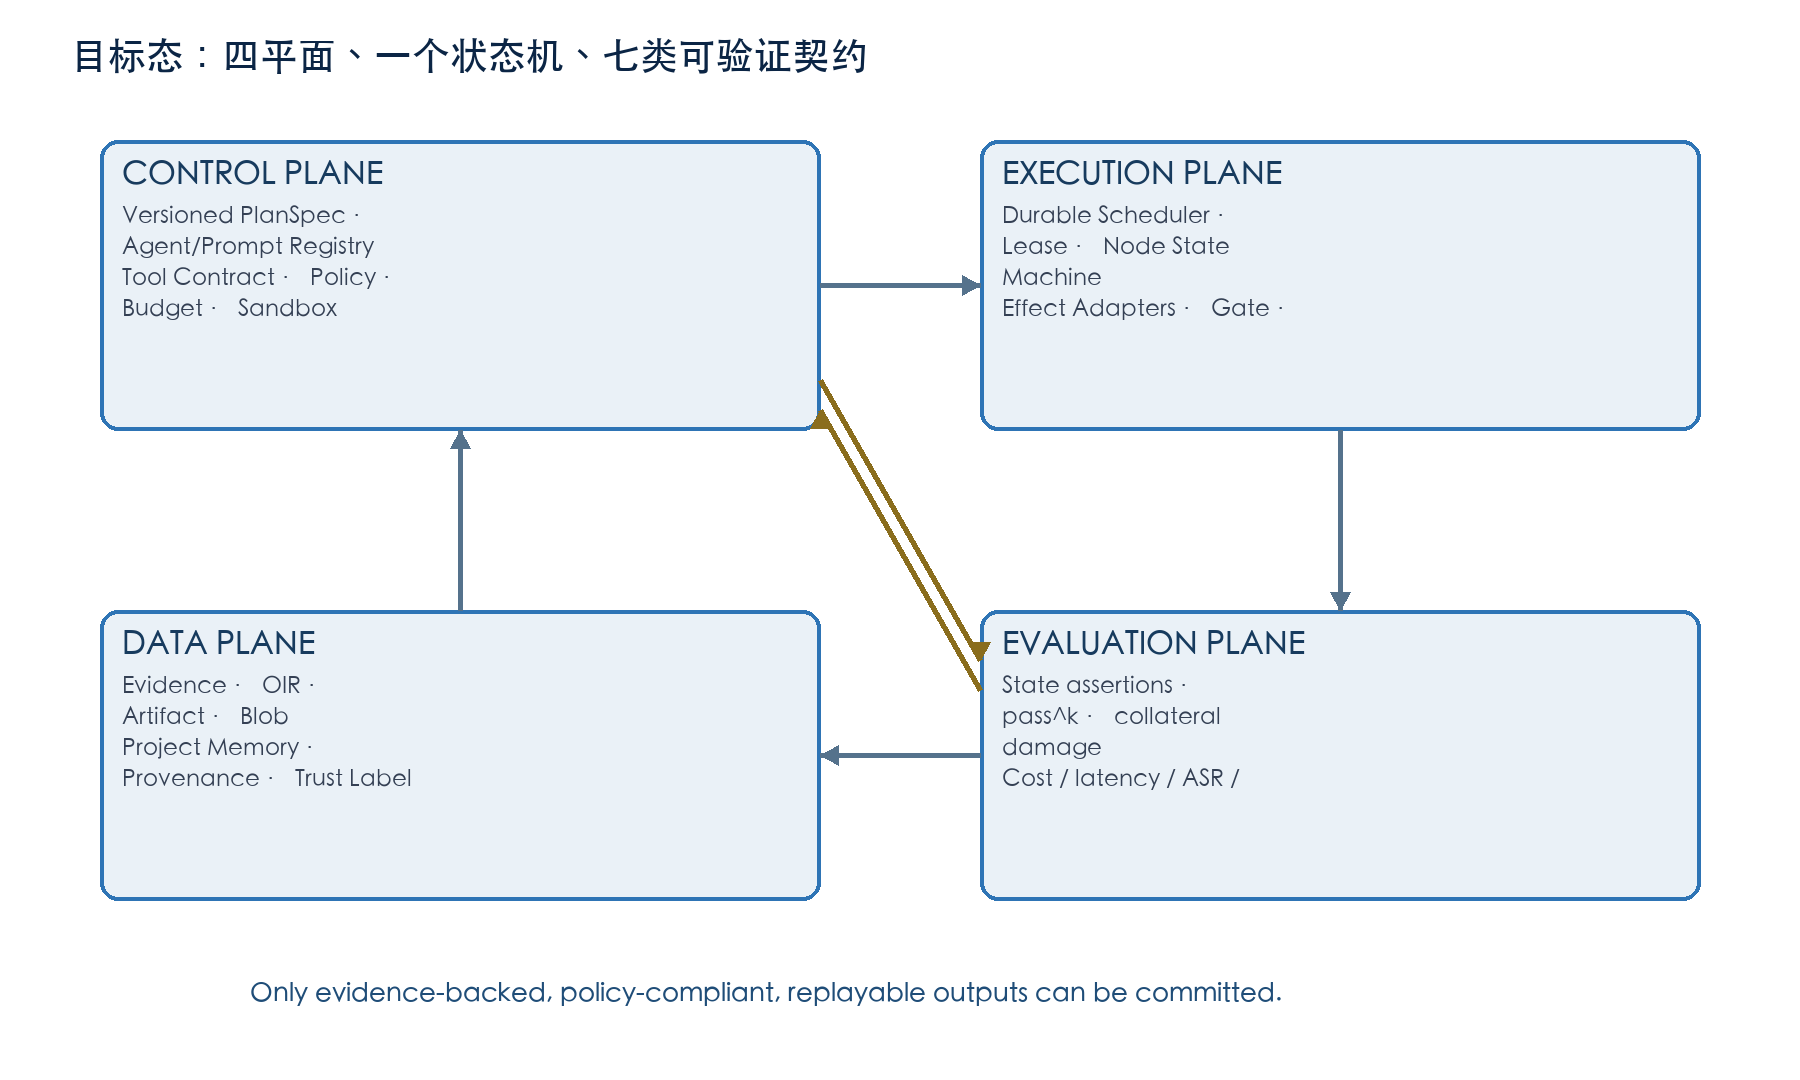 目标态：四平面、一个状态机、七类可验证契约
CONTROL PLANE
Versioned PlanSpec ·
Agent/Prompt Registry
Tool Contract · Policy ·
Budget · Sandbox
EXECUTION PLANE
Durable Scheduler ·
Lease · Node State
Machine
Effect Adapters · Gate ·
DATA PLANE
Evidence · OIR ·
Artifact · Blob
Project Memory ·
Provenance · Trust Label
EVALUATION PLANE
State assertions ·
pass^k · collateral
damage
Cost / latency / ASR /
Only evidence-backed, policy-compliant, replayable outputs can be committed.